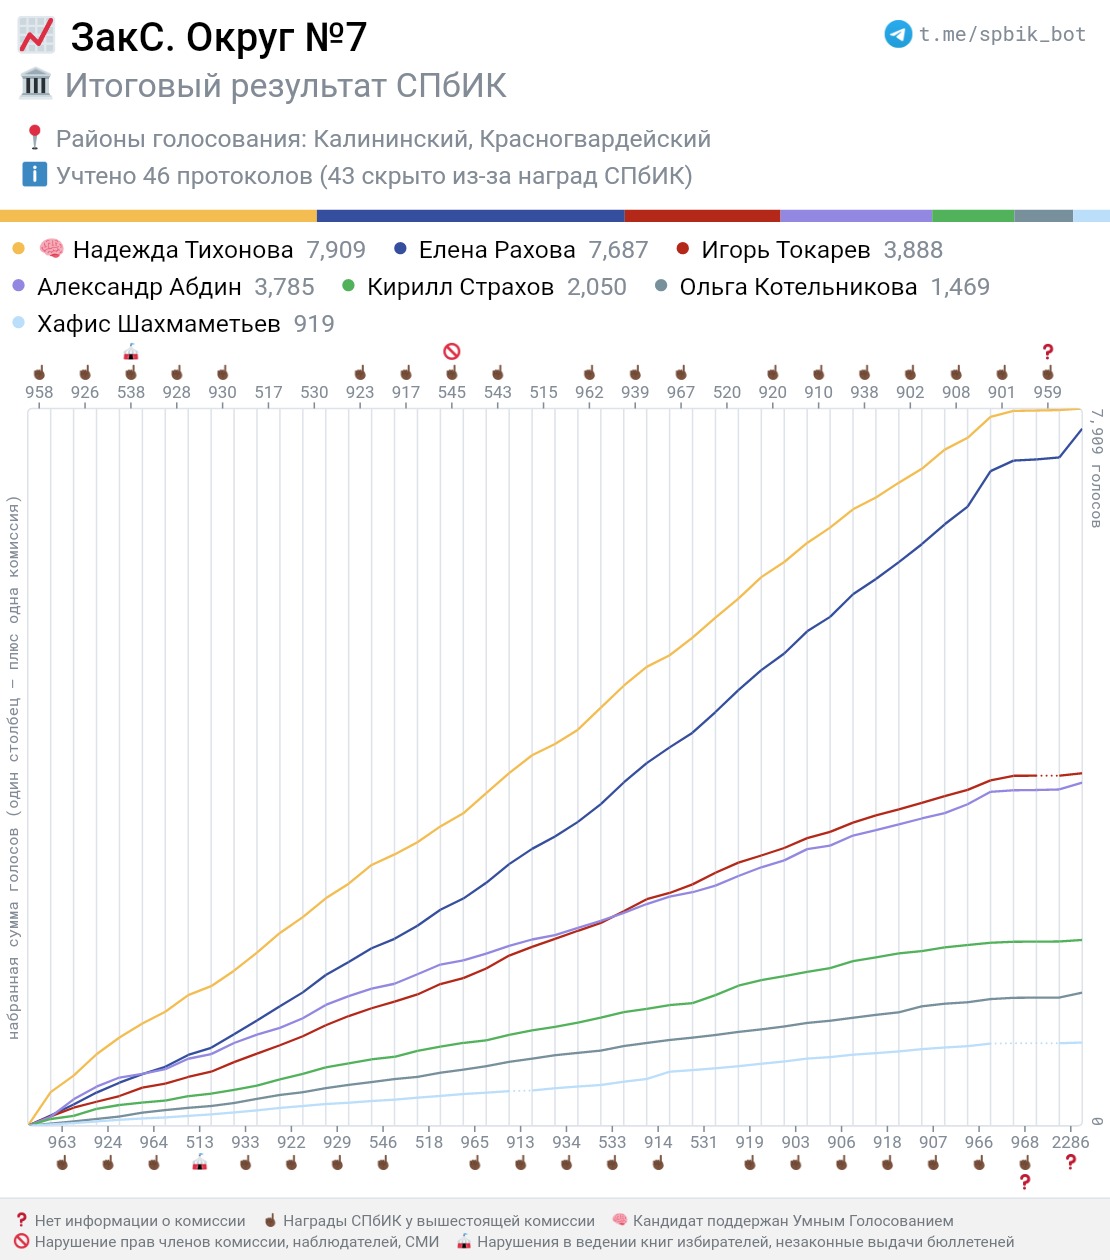 ЗакС. Округ №7
t.me/spbik_bot
Итоговый результат СПбИК
Районы голосования: Калининский, Красногвардейский
Учтено 46 протоколов (43 скрыто из-за наград СПбИК)
Надежда Тихонова 7,909 Елена Рахова 7,687 Игорь Токарев 3,888
Александр Абдин 3,785 Кирилл Страхов 2,050 Ольга Котельникова 1,469
Хафис Шахмаметьев 919
958 926 538 928 930 517 530 923 917 545 543 515 962 939 967 520 920 910 938 902 908 901 959
7,909 голосов
набранная сумма голосов (один столбец — плюс одна комиссия)
0
963 924 964 513 933 922 929 546 518 965 913 934 533 914 531 919 903 906 918 907 966 968 2286
Нет информации о комиссии Награды СПбИК у вышестоящей комиссии Кандидат поддержан Умным Голосованием
Нарушение прав членов комиссии, наблюдателей, СМИ Нарушения в ведении книг избирателей, незаконные выдачи бюллетеней